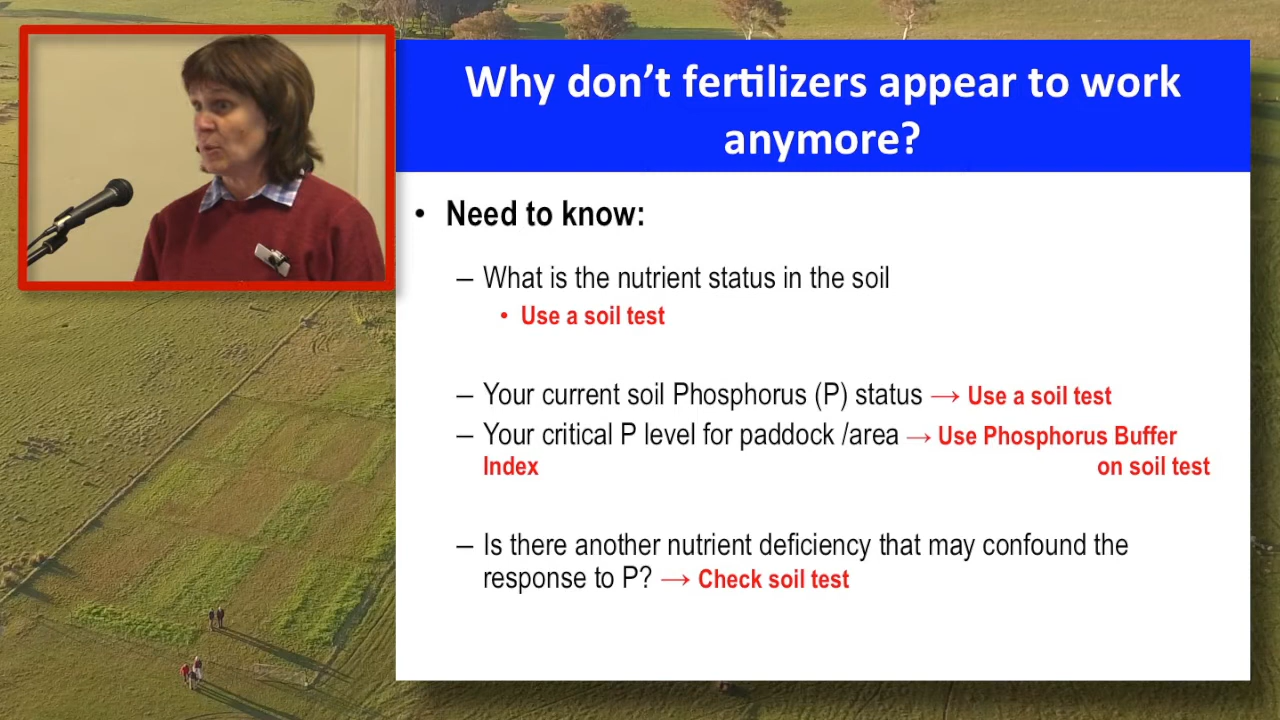 Why don't fertilizers appear to work
anymore?
• Need to know:
– What is the nutrient status in the soil
• Use a soil test
– Your current soil Phosphorus (P) status → Use a soil test
– Your critical P level for paddock /area → Use Phosphorus Buffer
Index on soil test
– Is there another nutrient deficiency that may confound the
response to P? → Check soil test